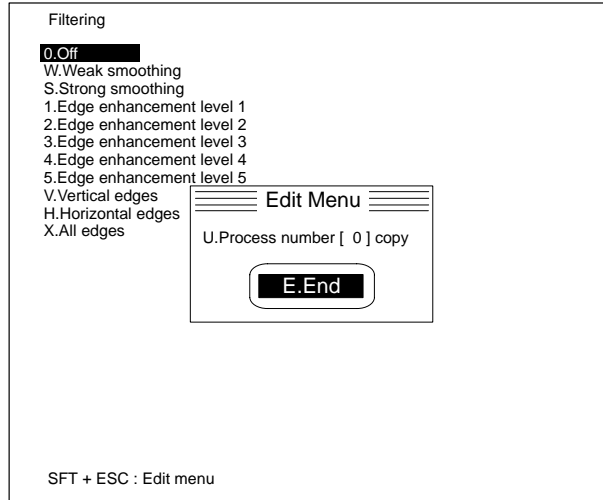 Filtering
0.Off
W.Weak smoothing
S.Strong smoothing
1.Edge enhancement level 1
2.Edge enhancement level 2
3.Edge enhancement level 3
4.Edge enhancement level 4
5.Edge enhancement level 5
V.Vertical edges
H.Horizontal edges
X.All edges
Edit Menu
U.Process number [ 0 ] copy
E.End
SFT + ESC : Edit menu